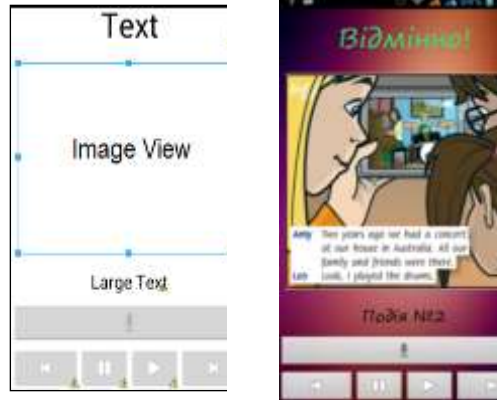 Text
Image View
Large Text
Відмінно!
Amy Two years ago we had a concert
at our house in Australia. All our
family and friends were there.
Leo Look, I played the drums.
Подія №2